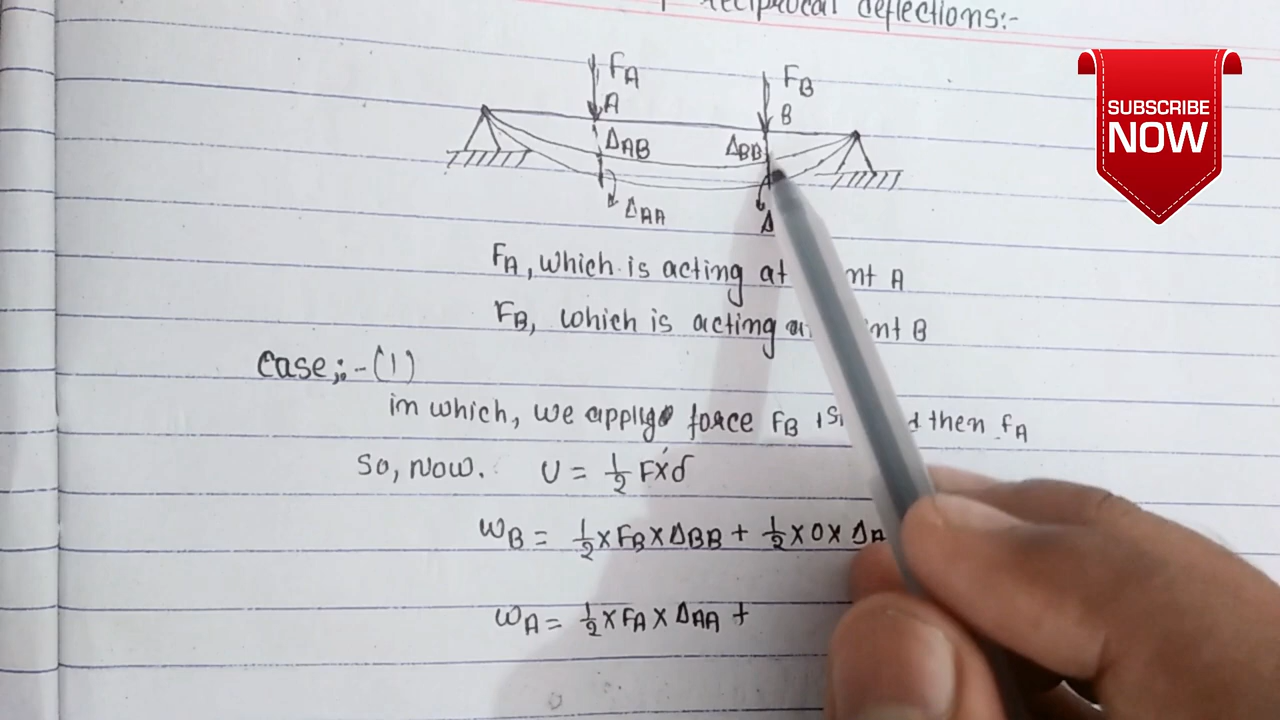 reciprocal deflections:-
FA
FB
A
B
ΔAB
ΔBB
ΔAA
Δ
SUBSCRIBE
NOW
FA, which is acting at nt A
FB, which is acting nt B
Case;:-(1)
in which, we apply force FB then fA
So, now. U = 1/2 F×δ
WB = 1/2×FB×ΔBB + 1/2×0×Δ
WA = 1/2×FA×ΔAA +